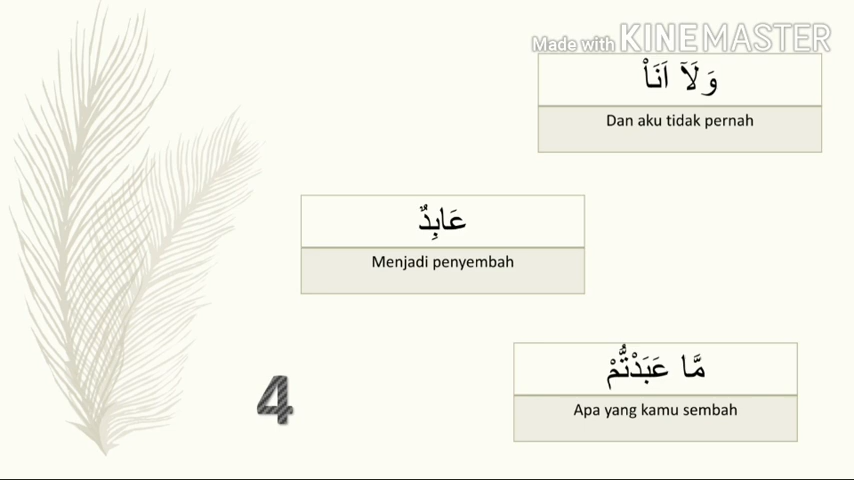 Made with KINEMASTER
وَلَآ اَنَا۠
Dan aku tidak pernah
عَابِدٌ
Menjadi penyembah
مَّا عَبَدْتُّمْ
Apa yang kamu sembah
4